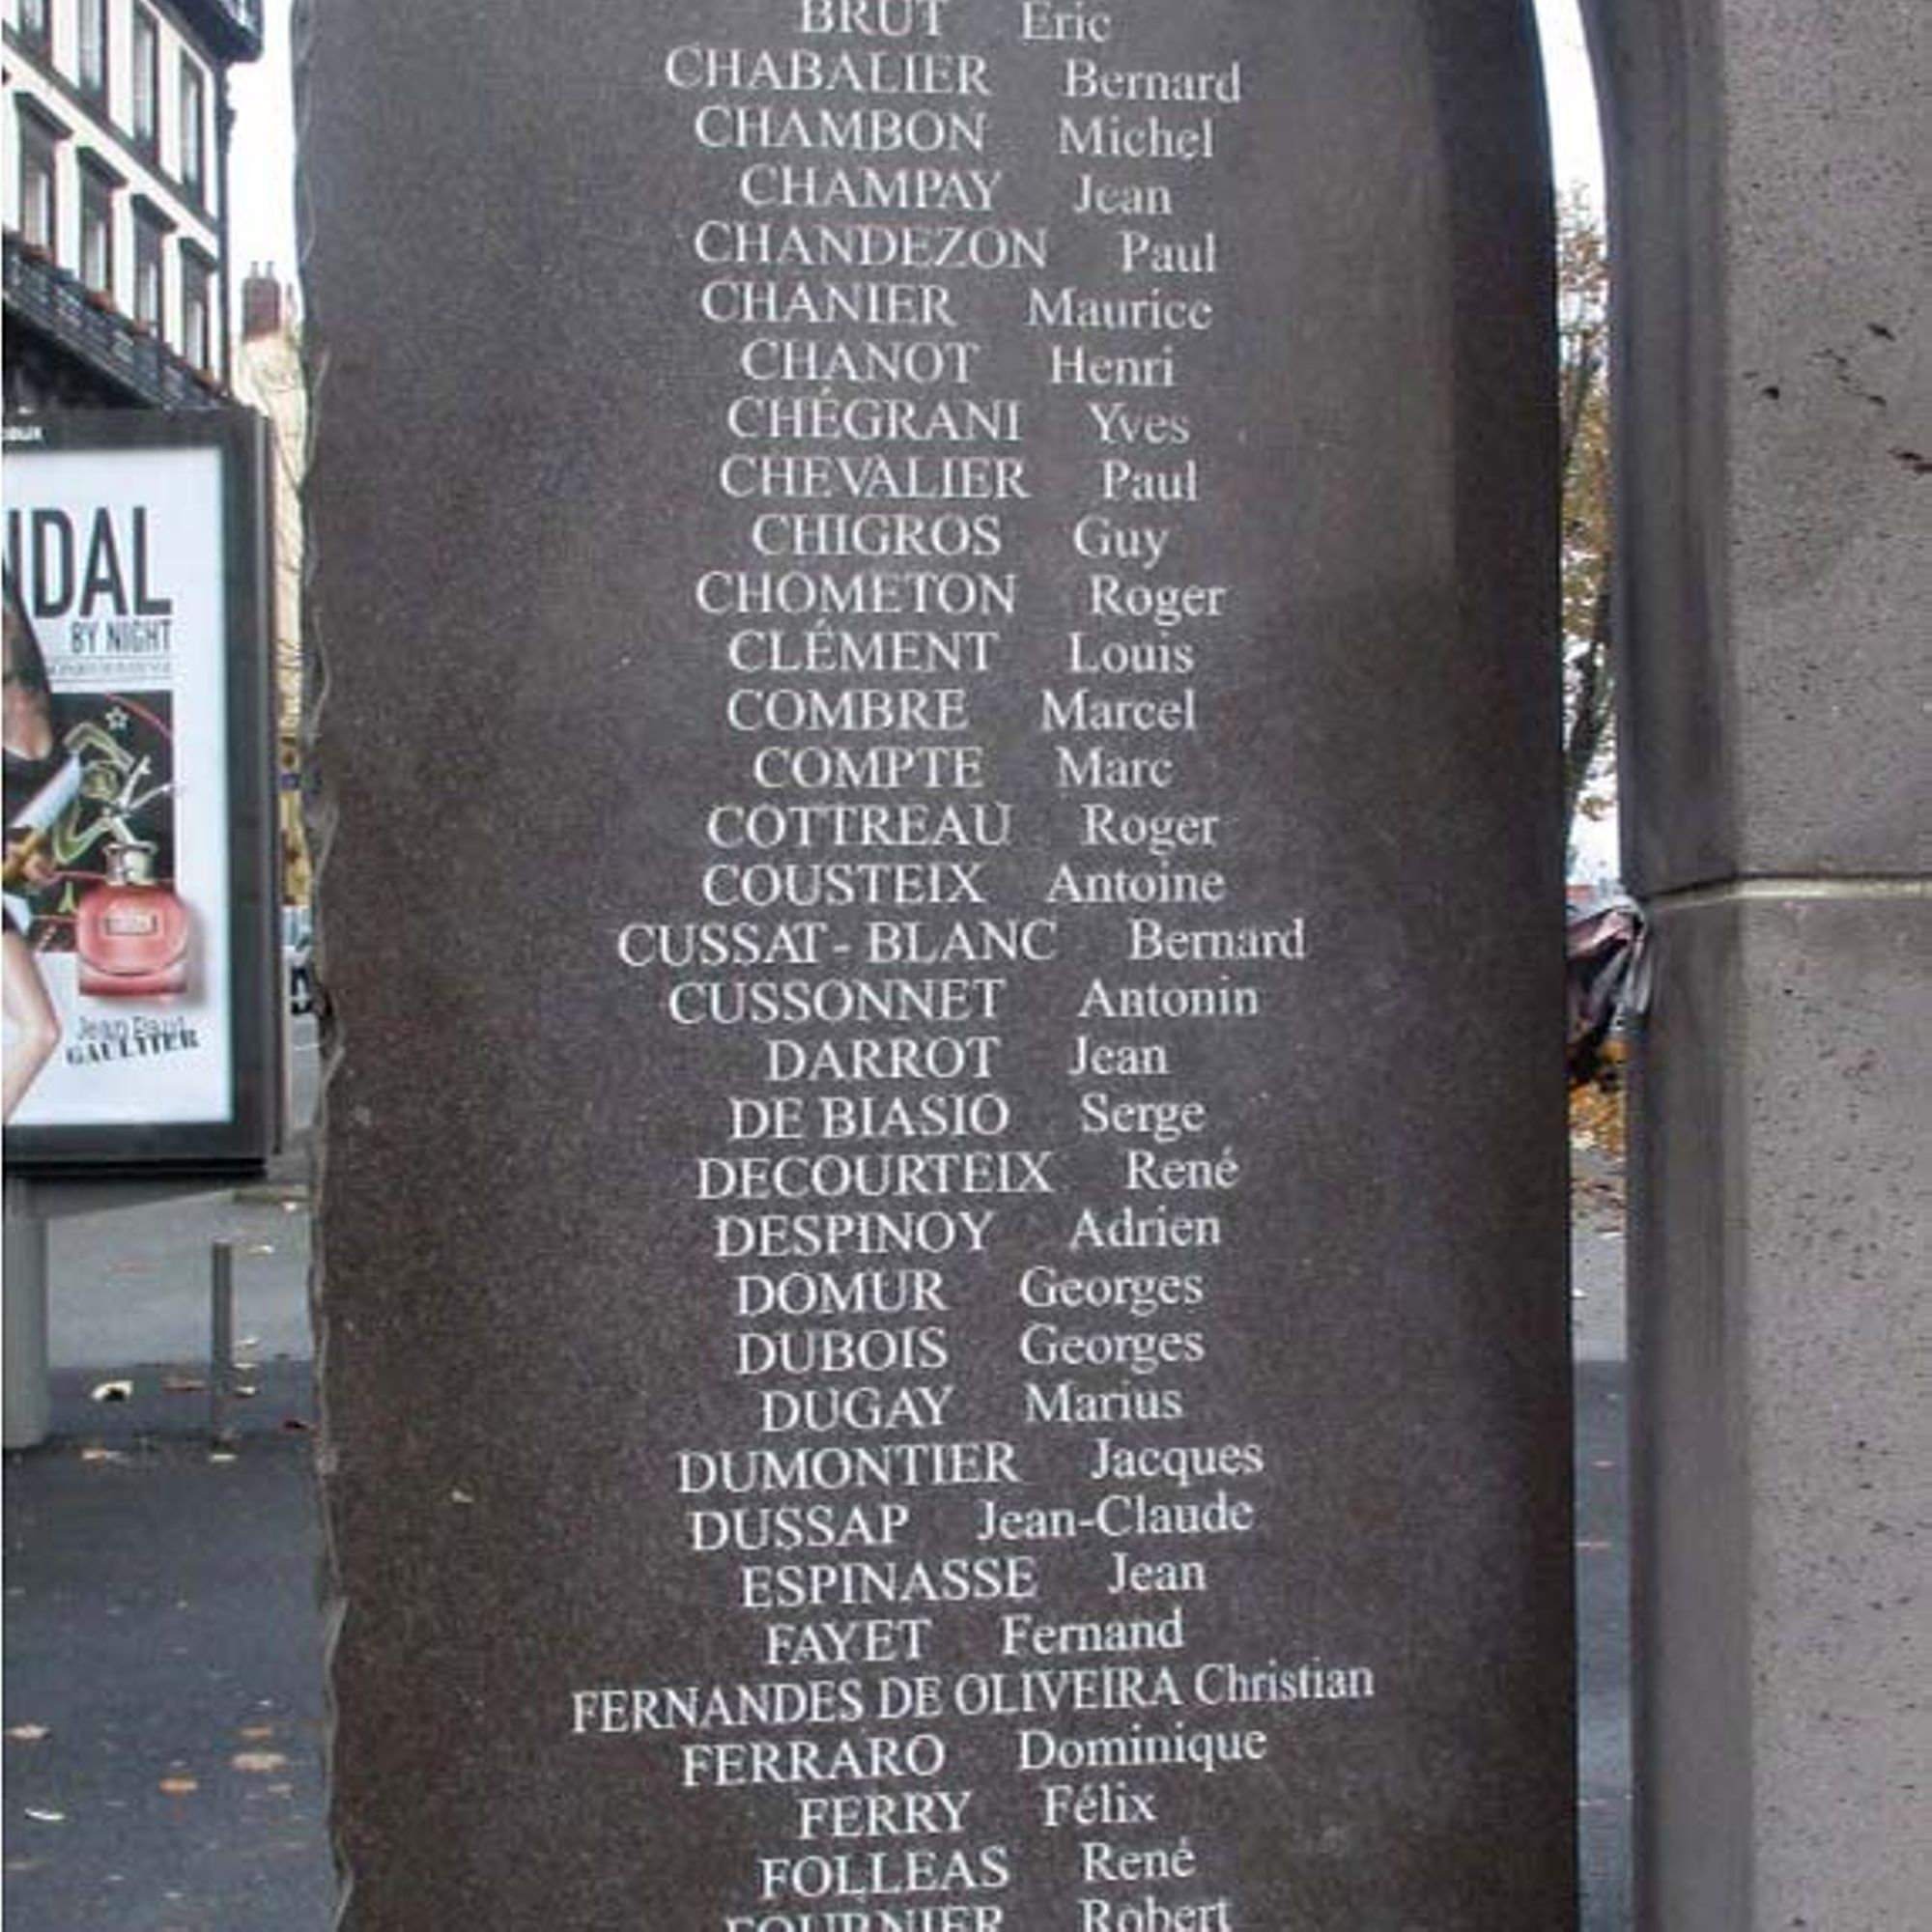 BRUT Eric
CHABALIER Bernard
CHAMBON Michel
CHAMPAY Jean
CHANDEZON Paul
CHANIER Maurice
CHANOT Henri
CHÉGRANI Yves
CHEVALIER Paul
CHIGROS Guy
CHOMETON Roger
CLÉMENT Louis
COMBRE Marcel
COMPTE Marc
COTTREAU Roger
COUSTEIX Antoine
CUSSAT - BLANC Bernard
CUSSONNET Antonin
DARROT Jean
DE BIASIO Serge
DECOURTEIX René
DESPINOY Adrien
DOMUR Georges
DUBOIS Georges
DUGAY Marius
DUMONTIER Jacques
DUSSAP Jean-Claude
ESPINASSE Jean
FAYET Fernand
FERNANDES DE OLIVEIRA Christian
FERRARO Dominique
FERRY Félix
FOLLEAS René
FOURNIER Robert
NDAL
BY NIGHT
Jean Paul
GAULTIER